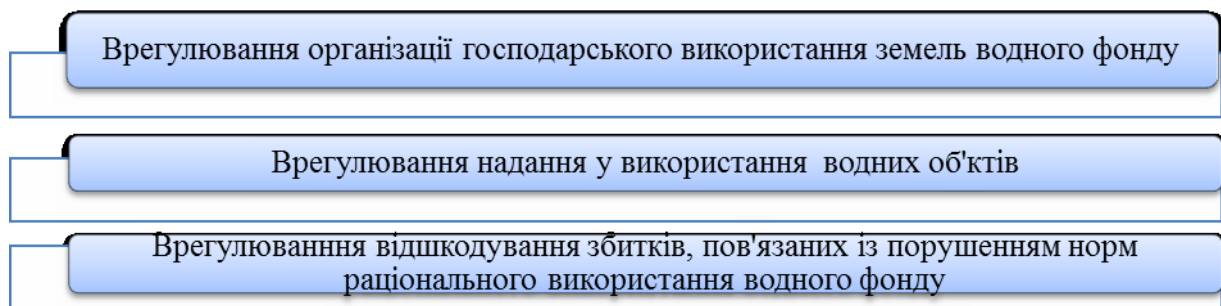 Врегулювання організації господарського використання земель водного фонду
Врегулювання надання у використання водних об'ктів
Врегулюванння відшкодування збитків, пов'язаних із порушенням норм
раціонального використання водного фонду